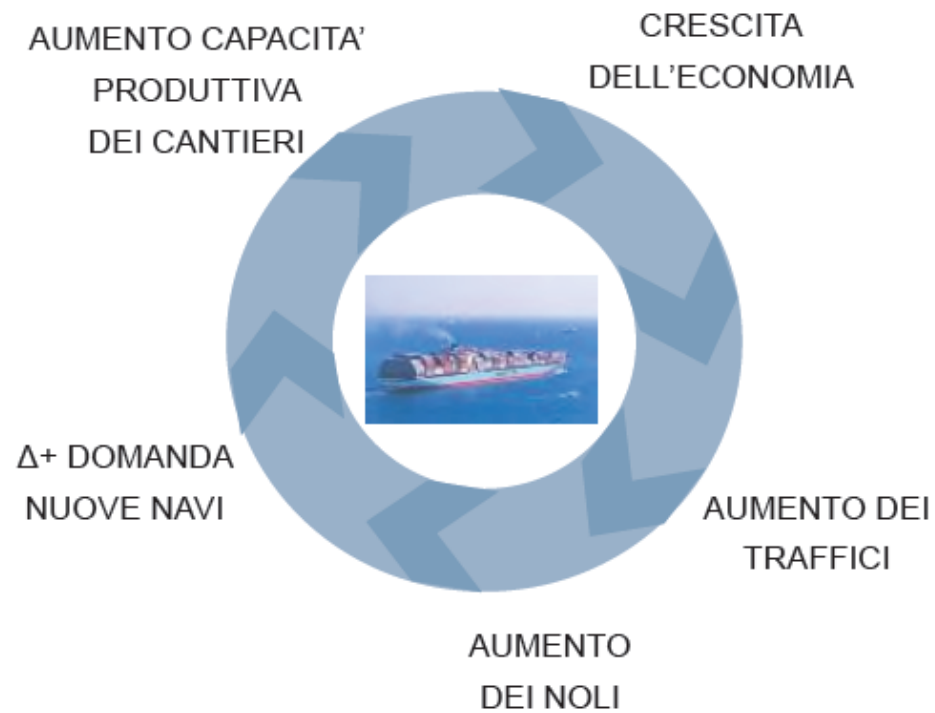 CRESCITA
DELL'ECONOMIA
AUMENTO DEI
TRAFFICI
AUMENTO
DEI NOLI
Δ+ DOMANDA
NUOVE NAVI
AUMENTO CAPACITA'
PRODUTTIVA
DEI CANTIERI